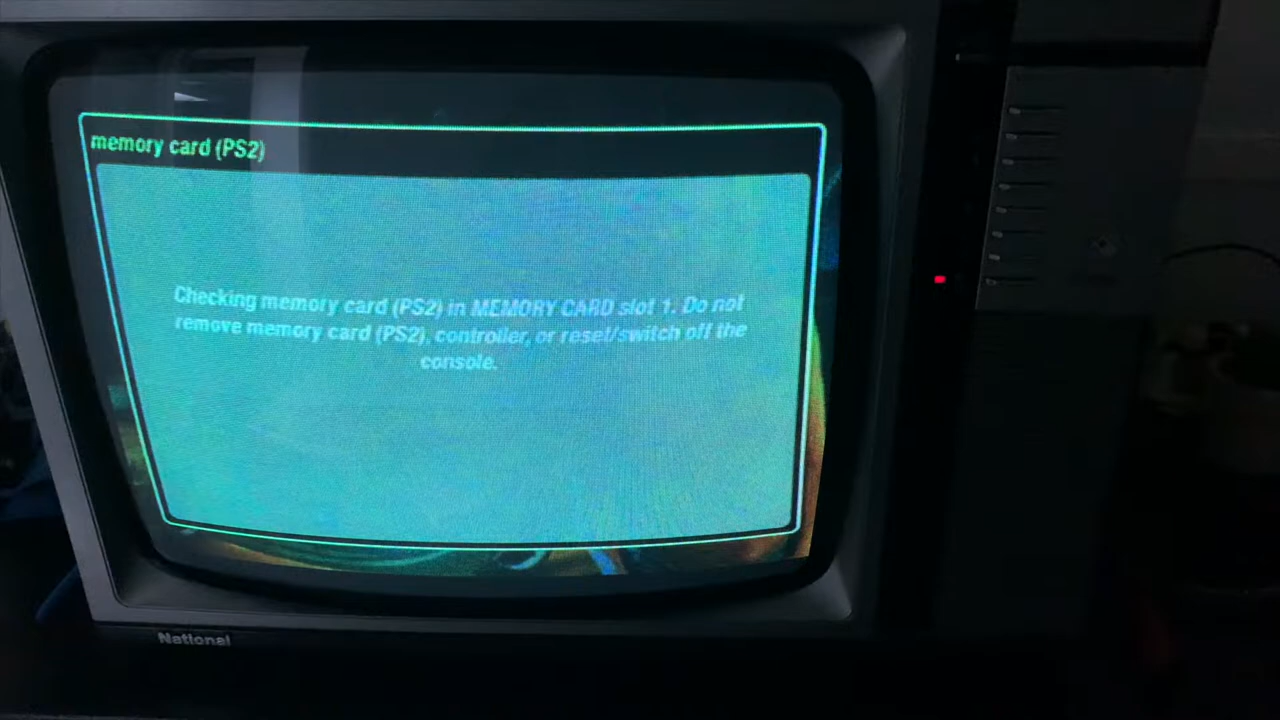 memory card (PS2)
Checking memory card (PS2) in MEMORY CARD slot 1. Do not
remove memory card (PS2), controller, or reset/switch off the
console.
National